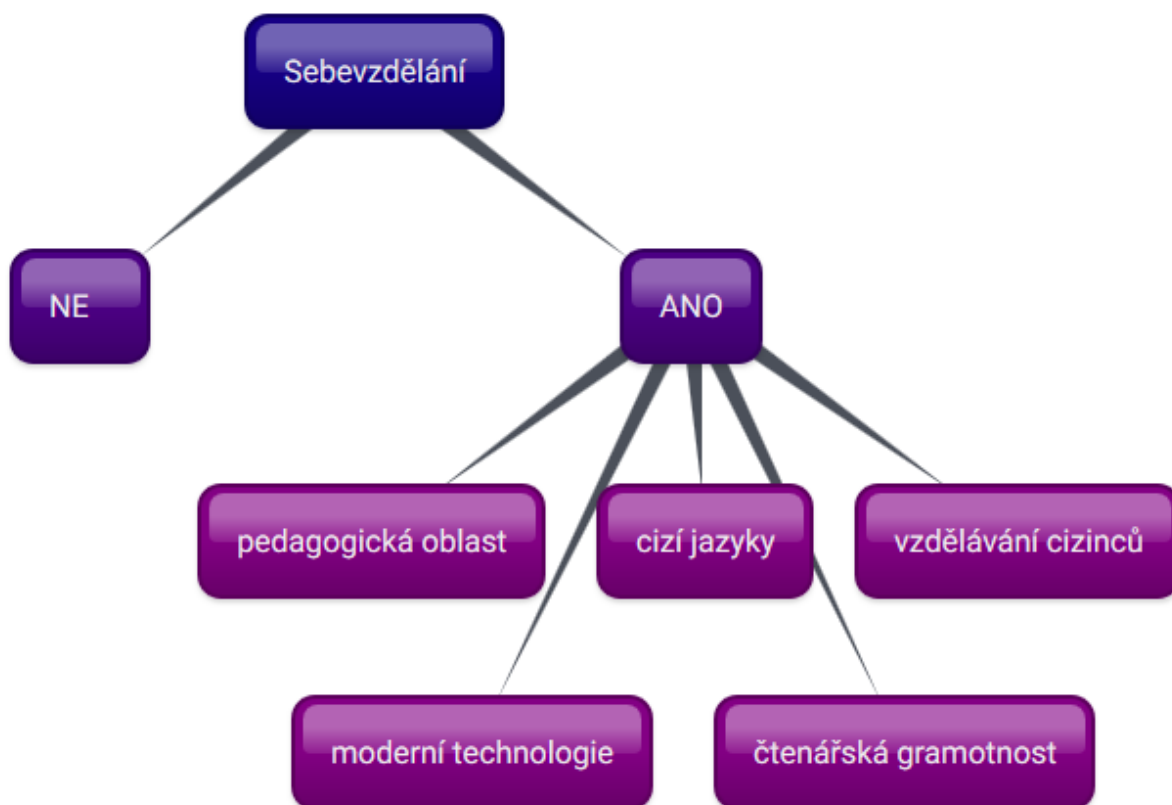 Sebevzdělání
NE
ANO
pedagogická oblast
cizí jazyky
vzdělávání cizinců
moderní technologie
čtenářská gramotnost